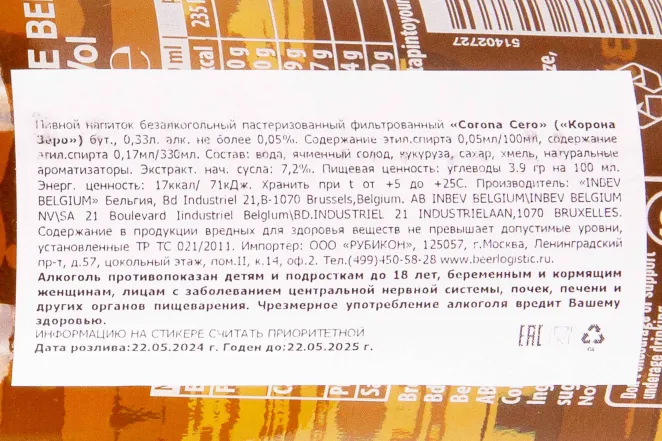 Пивной напиток безалкогольный пастеризованный фильтрованный «Corona Cero» («Корона
Зеро») бут., 0,33л. алк. не более 0,05%. Содержание этил.спирта 0,05мл/100мл, содержание
этил.спирта 0,17мл/330мл. Состав: вода, ячменный солод, кукуруза, сахар, хмель, натуральные
ароматизаторы. Экстракт. нач. сусла: 7,2%. Пищевая ценность: углеводы 3.9 гр на 100 мл.
Энерг. ценность: 17ккал/ 71кДж. Хранить при t от +5 до +25С. Производитель: «INBEV
BELGIUM» Бельгия, Bd Industriel 21,B-1070 Brussels,Belgium. AB INBEV BELGIUM\INBEV BELGIUM
NV\SA 21 Boulevard Iindustriel Belgium\BD.INDUSTRIEL 21 INDUSTRIELAAN,1070 BRUXELLES.
Содержание в продукции вредных для здоровья веществ не превышает допустимые уровни,
установленные ТР ТС 021/2011. Импортер: ООО «РУБИКОН», 125057, г.Москва, Ленинградский
пр-т, д.57, цокольный этаж, пом.II, к.14, оф.2. Тел.(499)450-58-28 www.beerlogistic.ru.
Алкоголь противопоказан детям и подросткам до 18 лет, беременным и кормящим
женщинам, лицам с заболеванием центральной нервной системы, почек, печени и
других органов пищеварения. Чрезмерное употребление алкоголя вредит Вашему
здоровью.
ИНФОРМАЦИЮ НА СТИКЕРЕ СЧИТАТЬ ПРИОРИТЕТНОЙ
Дата розлива:22.05.2024 г. Годен до:22.05.2025 г.
EAC
51402727